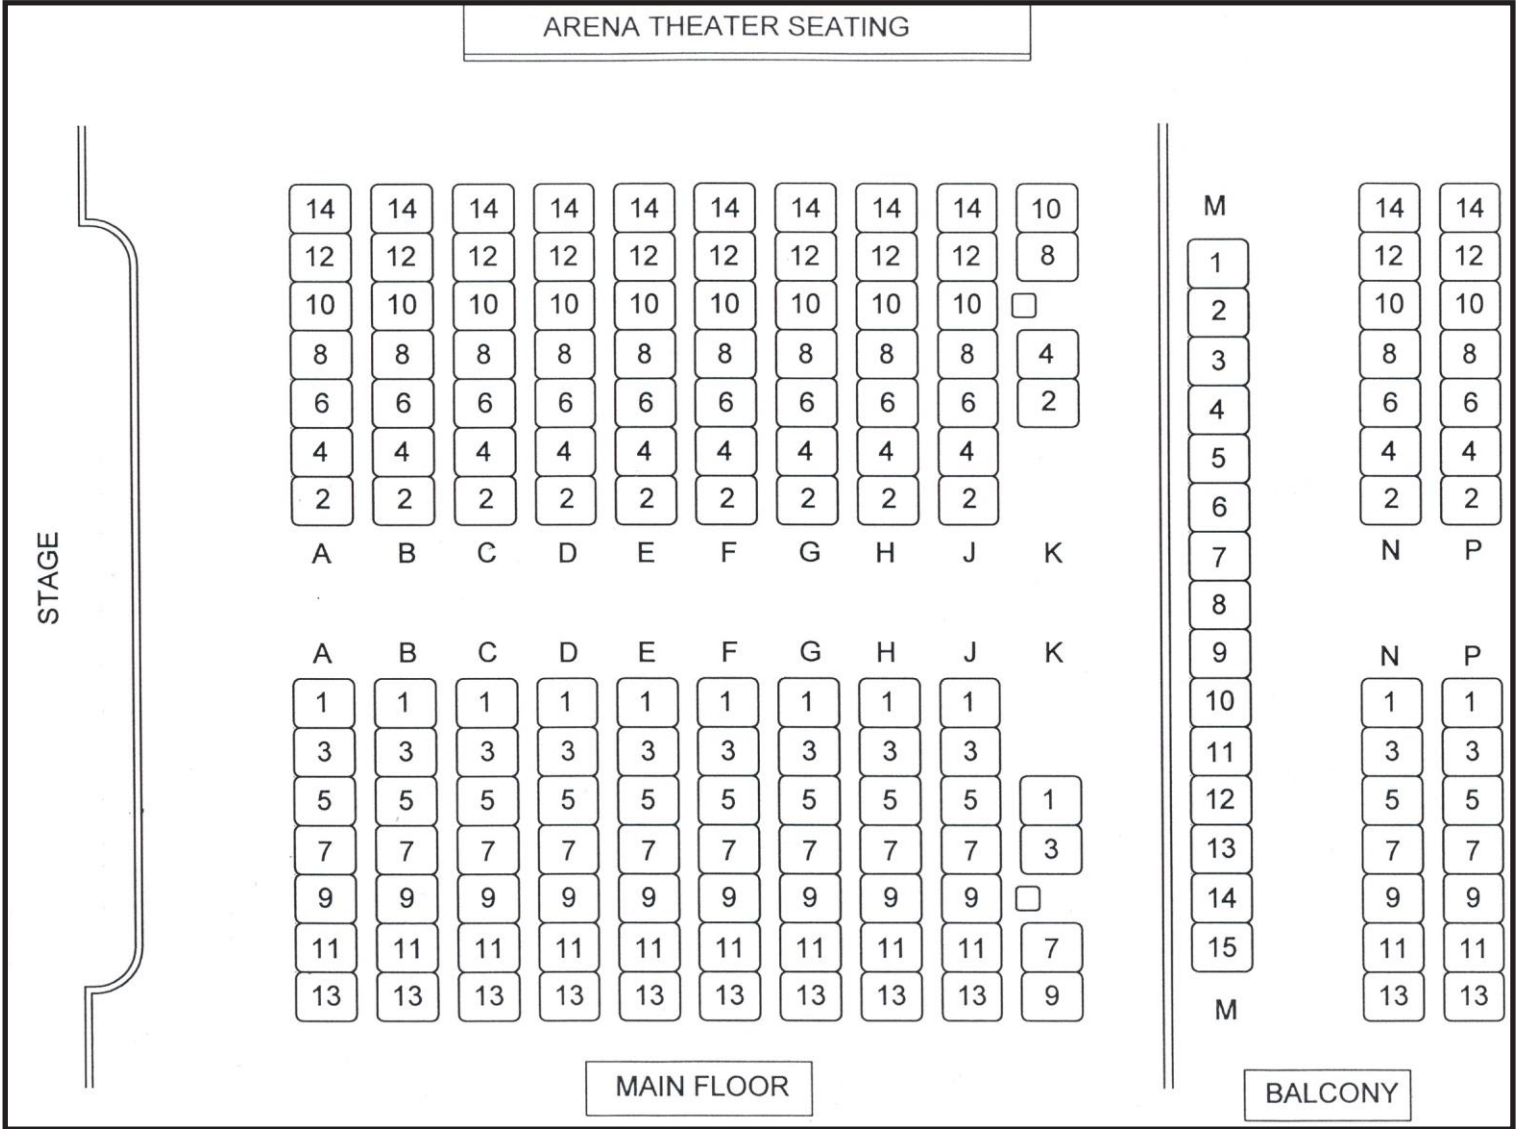 ARENA THEATER SEATING
14 14 14 14 14 14 14 14 14 10 M 14 14
12 12 12 12 12 12 12 12 12 8 1 12 12
10 10 10 10 10 10 10 10 10 2 10 10
8 8 8 8 8 8 8 8 8 4 3 8 8
6 6 6 6 6 6 6 6 6 2 4 6 6
4 4 4 4 4 4 4 4 4 5 4 4
2 2 2 2 2 2 2 2 2 6 2 2
A B C D E F G H J K 7 N P
STAGE
8
A B C D E F G H J K 9 N P
1 1 1 1 1 1 1 1 1 10 1 1
3 3 3 3 3 3 3 3 3 11 3 3
5 5 5 5 5 5 5 5 5 1 12 5 5
7 7 7 7 7 7 7 7 7 3 13 7 7
9 9 9 9 9 9 9 9 9 14 9 9
11 11 11 11 11 11 11 11 11 7 15 11 11
13 13 13 13 13 13 13 13 13 9 M 13 13
MAIN FLOOR
BALCONY